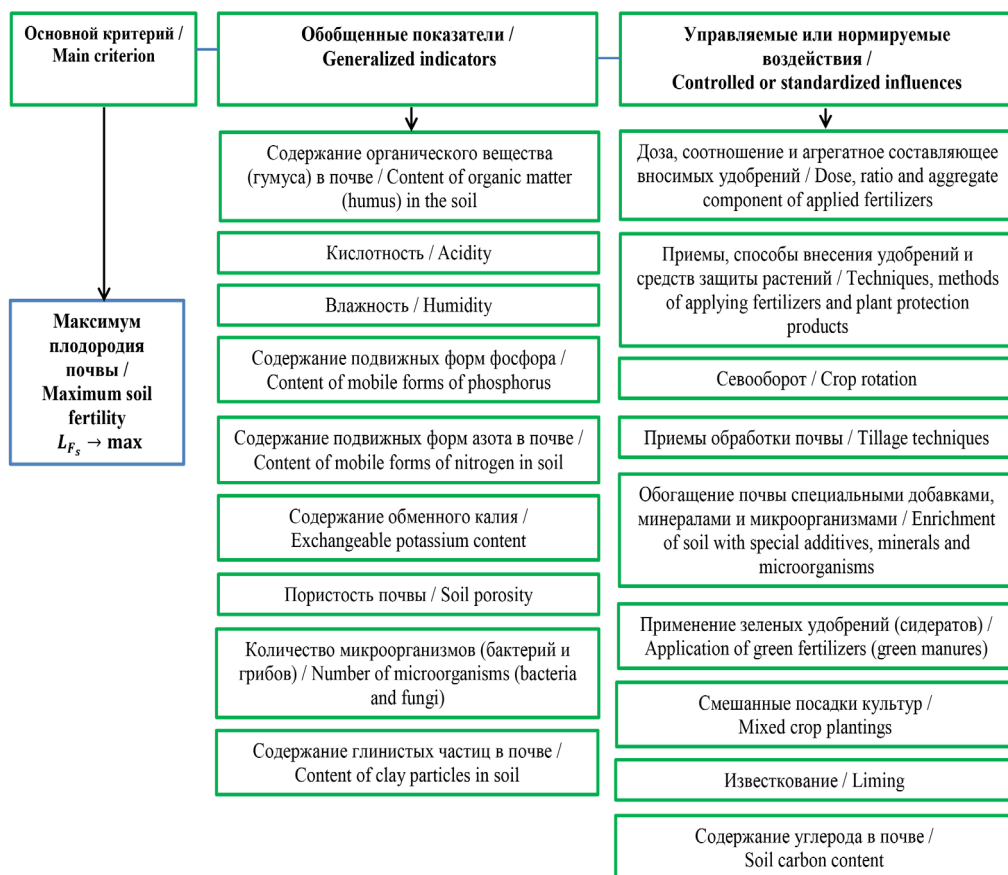 Основной критерий /
Main criterion
Обобщенные показатели /
Generalized indicators
Управляемые или нормируемые
воздействия /
Controlled or standardized influences
Максимум
плодородия
почвы /
Maximum soil
fertility
L_{F_s} → max
Содержание органического вещества
(гумуса) в почве / Content of organic matter
(humus) in the soil
Кислотность / Acidity
Влажность / Humidity
Содержание подвижных форм фосфора /
Content of mobile forms of phosphorus
Содержание подвижных форм азота в почве /
Content of mobile forms of nitrogen in soil
Содержание обменного калия /
Exchangeable potassium content
Пористость почвы / Soil porosity
Количество микроорганизмов (бактерий и
грибов) / Number of microorganisms (bacteria
and fungi)
Содержание глинистых частиц в почве /
Content of clay particles in soil
Доза, соотношение и агрегатное составляющее
вносимых удобрений / Dose, ratio and aggregate
component of applied fertilizers
Приемы, способы внесения удобрений и
средств защиты растений / Techniques, methods
of applying fertilizers and plant protection
products
Севооборот / Crop rotation
Приемы обработки почвы / Tillage techniques
Обогащение почвы специальными добавками,
минералами и микроорганизмами / Enrichment
of soil with special additives, minerals and
microorganisms
Применение зеленых удобрений (сидератов) /
Application of green fertilizers (green manures)
Смешанные посадки культур /
Mixed crop plantings
Известкование / Liming
Содержание углерода в почве /
Soil carbon content